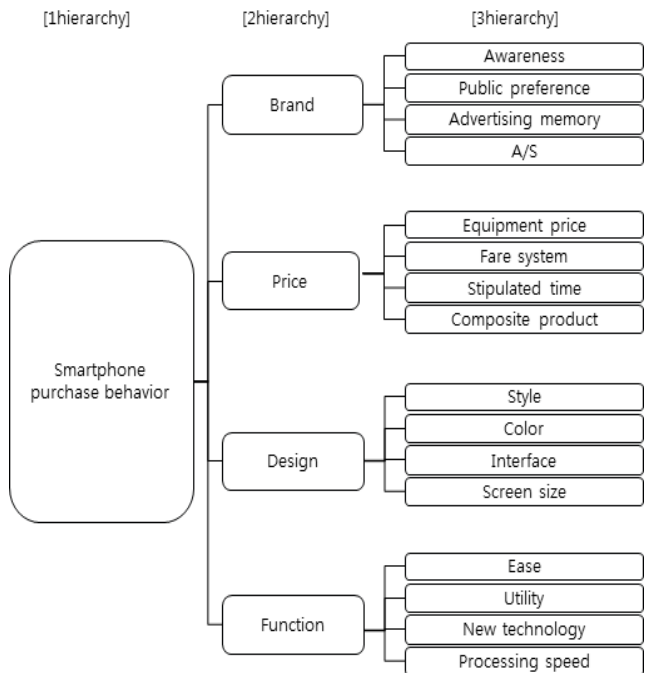 [1hierarchy]
[2hierarchy]
[3hierarchy]
Smartphone
purchase behavior
Brand
Awareness
Public preference
Advertising memory
A/S
Price
Equipment price
Fare system
Stipulated time
Composite product
Design
Style
Color
Interface
Screen size
Function
Ease
Utility
New technology
Processing speed